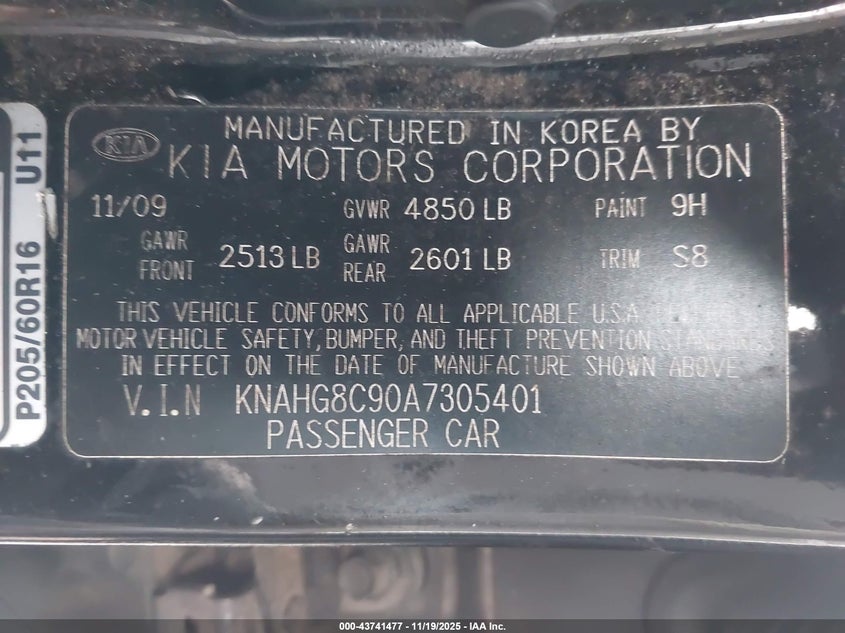 MANUFACTURED IN KOREA BY
KIA KIA MOTORS CORPORATION
11/09 GVWR 4850 LB PAINT 9H
GAWR FRONT 2513 LB GAWR REAR 2601 LB TRIM S8
THIS VEHICLE CONFORMS TO ALL APPLICABLE U.S.A.
MOTOR VEHICLE SAFETY, BUMPER, AND THEFT PREVENTION STANDARDS
IN EFFECT ON THE DATE OF MANUFACTURE SHOWN ABOVE
V.I.N KNAHG8C90A7305401
PASSENGER CAR
P205/60R16 U11
000-43741477 - 11/19/2025 - IAA Inc.